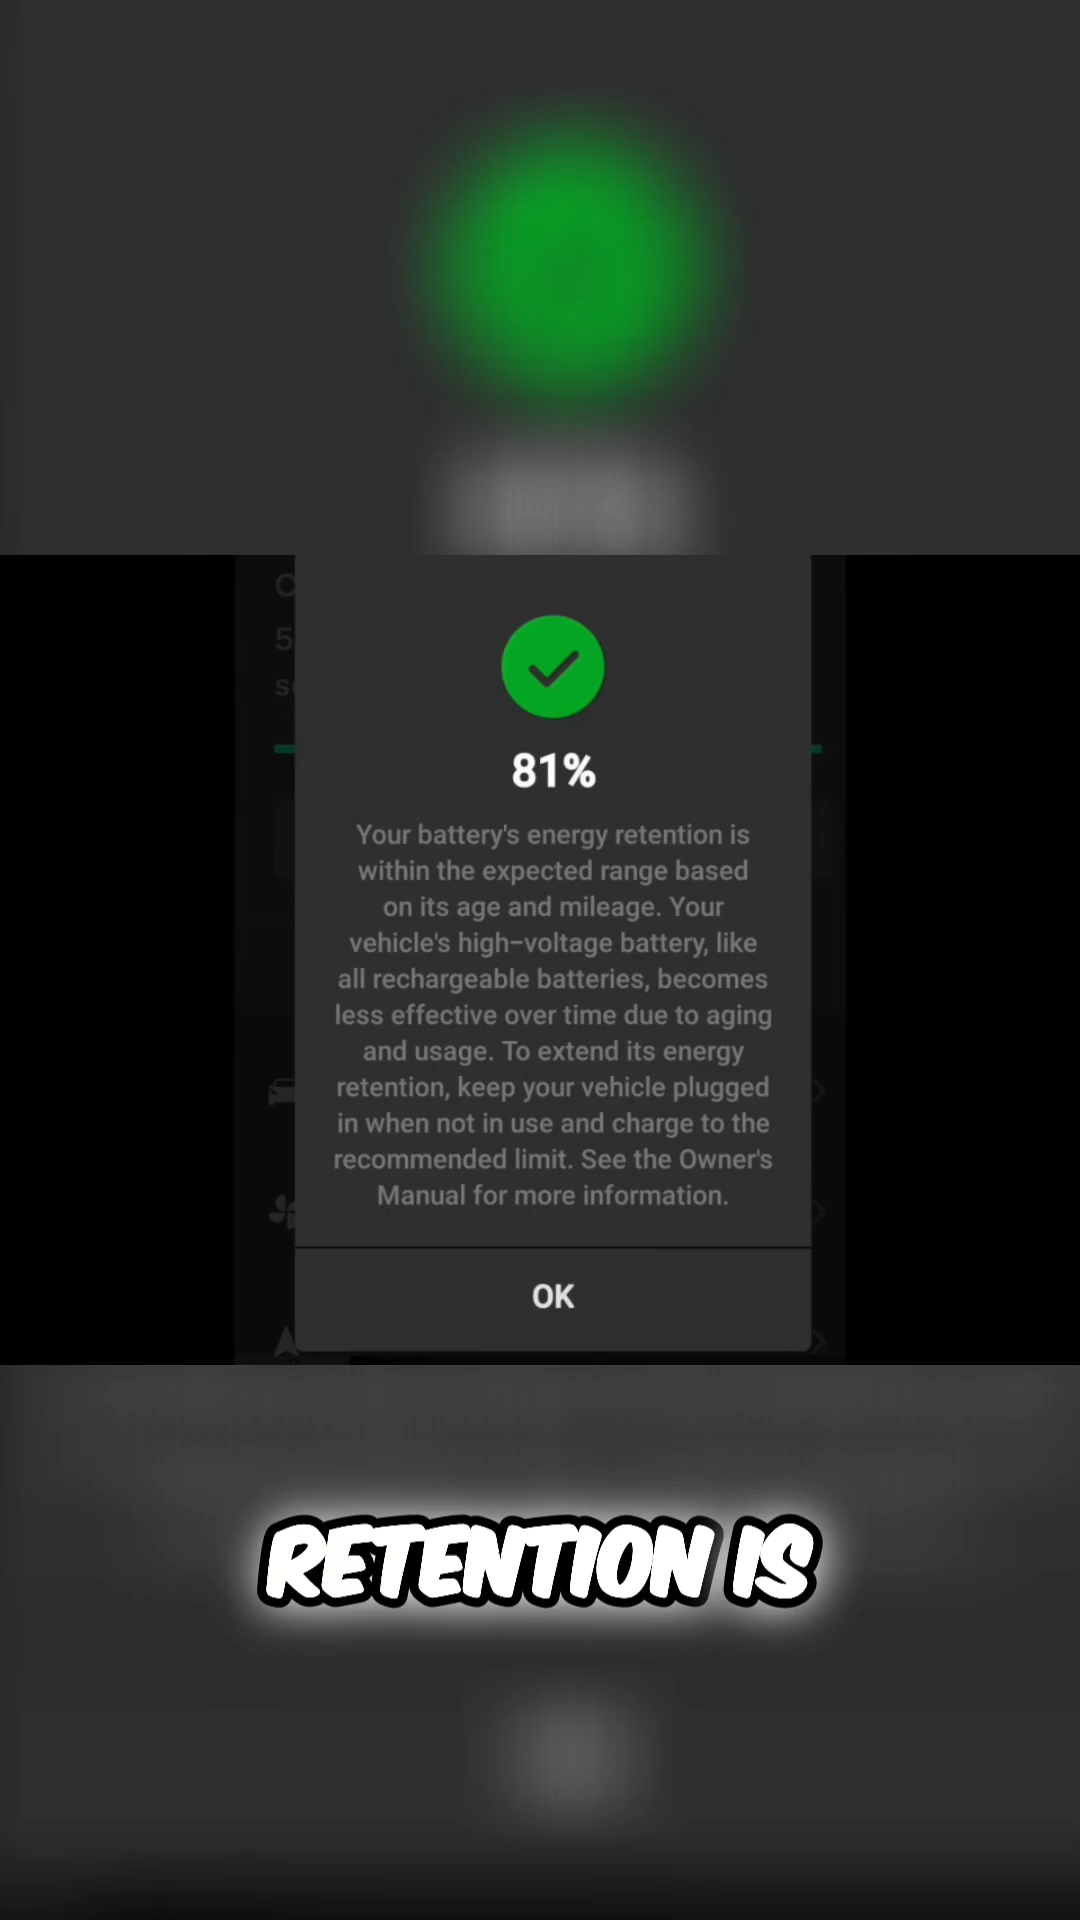 C
5
81%
Your battery's energy retention is
within the expected range based
on its age and mileage. Your
vehicle's high-voltage battery, like
all rechargeable batteries, becomes
less effective over time due to aging
and usage. To extend its energy
retention, keep your vehicle plugged
in when not in use and charge to the
recommended limit. See the Owner's
Manual for more information.
OK
RETENTION IS